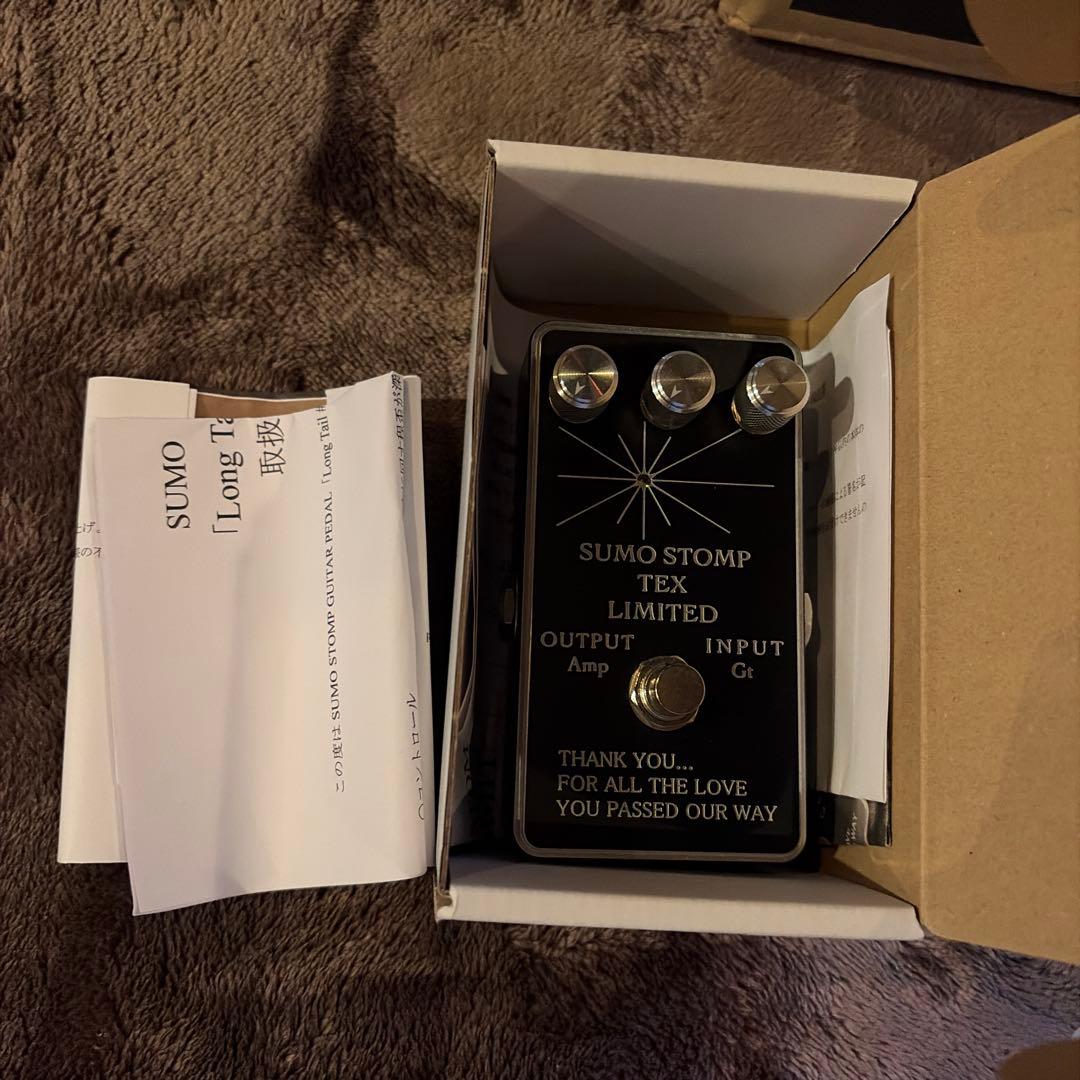 SUMO
「Long Ta
取扱
この度は SUMO STOMP GUITAR PEDAL「Long Tail #
〇コントロール
SUMO STOMP
TEX
LIMITED
OUTPUT
Amp
INPUT
Gt
THANK YOU...
FOR ALL THE LOVE
YOU PASSED OUR WAY